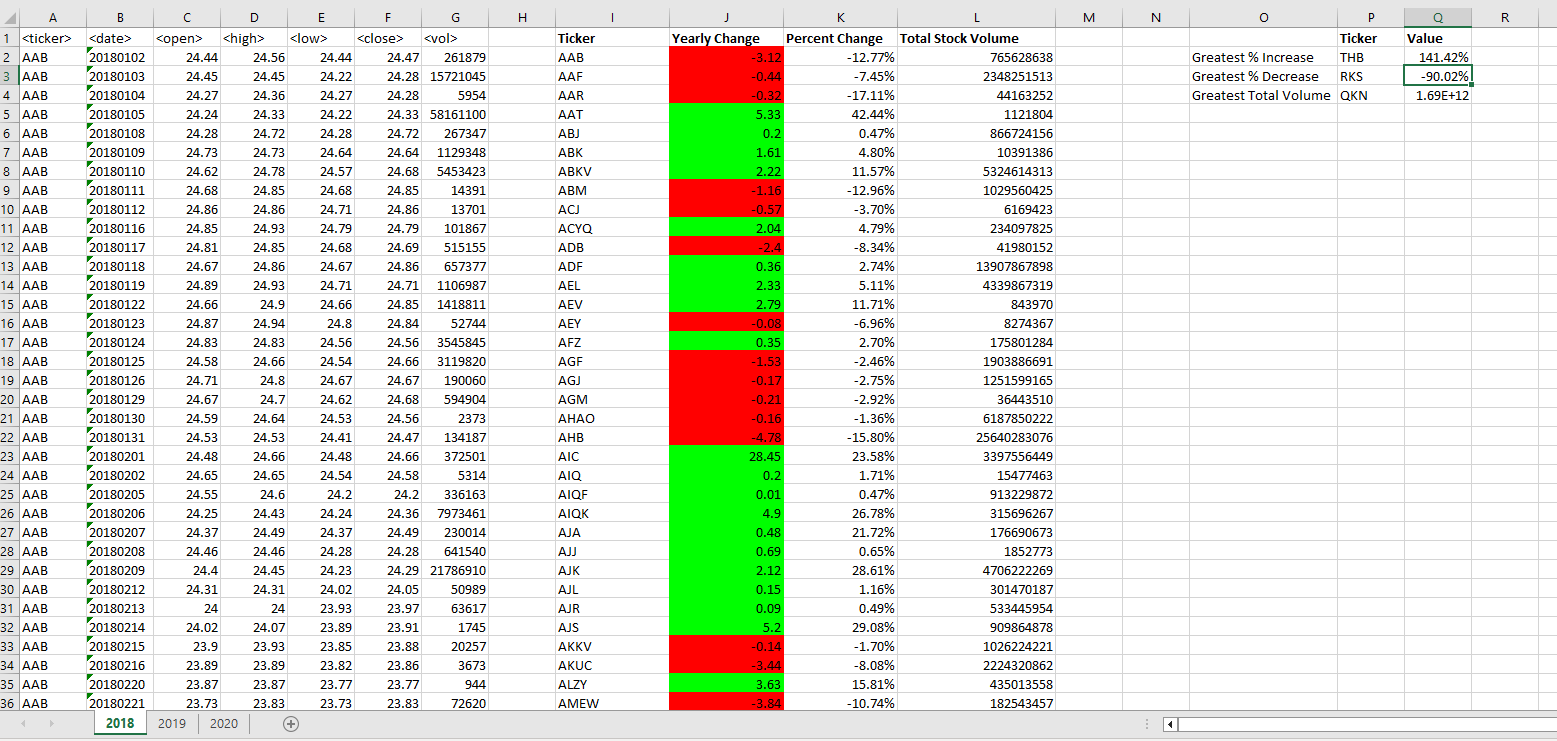 A B C D E F G H I J K L M N O P Q R
1 <ticker> <date> <open> <high> <low> <close> <vol> Ticker Yearly Change Percent Change Total Stock Volume Ticker Value
2 AAB 20180102 24.44 24.56 24.44 24.47 261879 AAB -3.12 -12.77% 765628638 Greatest % Increase THB 141.42%
3 AAB 20180103 24.45 24.45 24.22 24.28 15721045 AAF -0.44 -7.45% 2348251513 Greatest % Decrease RKS -90.02%
4 AAB 20180104 24.27 24.36 24.27 24.28 5954 AAR -0.32 -17.11% 44163252 Greatest Total Volume QKN 1.69E+12
5 AAB 20180105 24.24 24.33 24.22 24.33 58161100 AAT 5.33 42.44% 1121804
6 AAB 20180108 24.28 24.72 24.28 24.72 267347 ABJ 0.2 0.47% 866724156
7 AAB 20180109 24.73 24.73 24.64 24.64 1129348 ABK 1.61 4.80% 10391386
8 AAB 20180110 24.62 24.78 24.57 24.68 5453423 ABKV 2.22 11.57% 5324614313
9 AAB 20180111 24.68 24.85 24.68 24.85 14391 ABM -1.16 -12.96% 1029560425
10 AAB 20180112 24.86 24.86 24.71 24.86 13701 ACJ -0.57 -3.70% 6169423
11 AAB 20180116 24.85 24.93 24.79 24.79 101867 ACYQ 2.04 4.79% 234097825
12 AAB 20180117 24.81 24.85 24.68 24.69 515155 ADB -2.4 -8.34% 41980152
13 AAB 20180118 24.67 24.86 24.67 24.86 657377 ADF 0.36 2.74% 13907867898
14 AAB 20180119 24.89 24.93 24.71 24.71 1106987 AEL 2.33 5.11% 4339867319
15 AAB 20180122 24.66 24.9 24.66 24.85 1418811 AEV 2.79 11.71% 843970
16 AAB 20180123 24.87 24.94 24.8 24.84 52744 AEY -0.08 -6.96% 8274367
17 AAB 20180124 24.83 24.83 24.56 24.56 3545845 AFZ 0.35 2.70% 175801284
18 AAB 20180125 24.58 24.66 24.54 24.66 3119820 AGF -1.53 -2.46% 1903886691
19 AAB 20180126 24.71 24.8 24.67 24.67 190060 AGJ -0.17 -2.75% 1251599165
20 AAB 20180129 24.67 24.7 24.62 24.68 594904 AGM -0.21 -2.92% 36443510
21 AAB 20180130 24.59 24.64 24.53 24.56 2373 AHAO -0.16 -1.36% 6187850222
22 AAB 20180131 24.53 24.53 24.41 24.47 134187 AHB -4.78 -15.80% 25640283076
23 AAB 20180201 24.48 24.66 24.48 24.66 372501 AIC 28.45 23.58% 3397556449
24 AAB 20180202 24.65 24.65 24.54 24.58 5314 AIQ 0.2 1.71% 15477463
25 AAB 20180205 24.55 24.6 24.2 24.2 336163 AIQF 0.01 0.47% 913229872
26 AAB 20180206 24.25 24.43 24.24 24.36 7973461 AIQK 4.9 26.78% 315696267
27 AAB 20180207 24.37 24.49 24.37 24.49 230014 AJA 0.48 21.72% 176690673
28 AAB 20180208 24.46 24.46 24.28 24.28 641540 AJJ 0.69 0.65% 1852773
29 AAB 20180209 24.4 24.45 24.23 24.29 21786910 AJK 2.12 28.61% 4706222269
30 AAB 20180212 24.31 24.31 24.02 24.05 50989 AJL 0.15 1.16% 301470187
31 AAB 20180213 24 24 23.93 23.97 63617 AJR 0.09 0.49% 533445954
32 AAB 20180214 24.02 24.07 23.89 23.91 1745 AJS 5.2 29.08% 909864878
33 AAB 20180215 23.9 23.93 23.85 23.88 20257 AKKV -0.14 -1.70% 1026224221
34 AAB 20180216 23.89 23.89 23.82 23.86 3673 AKUC -3.44 -8.08% 2224320862
35 AAB 20180220 23.87 23.87 23.77 23.77 944 ALZY 3.63 15.81% 435013558
36 AAB 20180221 23.73 23.83 23.73 23.83 72620 AMEW -3.84 -10.74% 182543457
2018 2019 2020